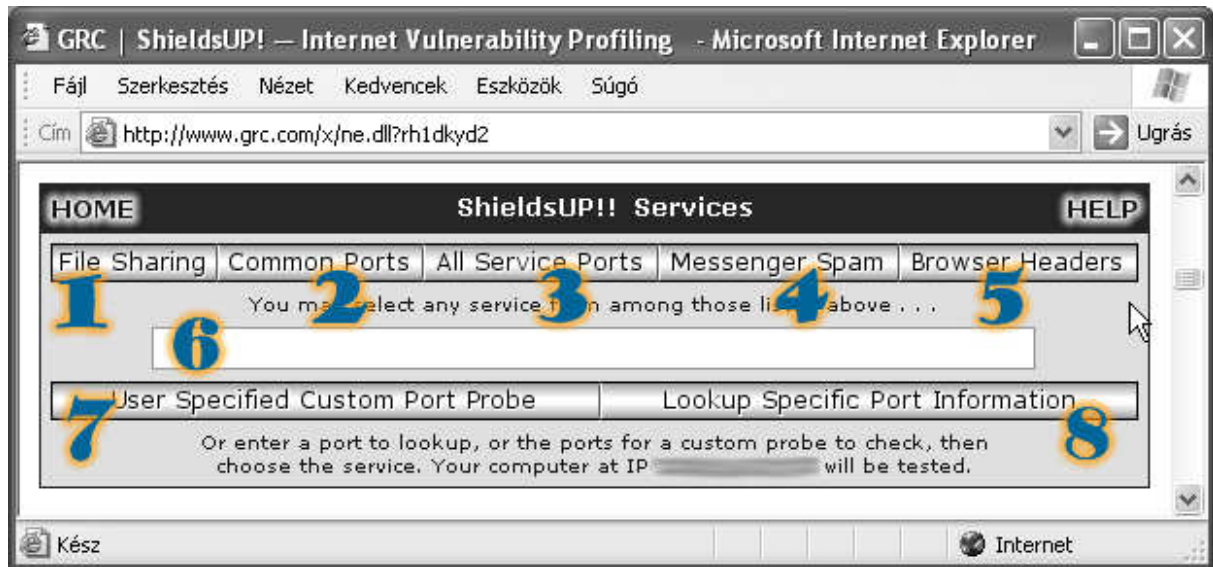 GRC | ShieldsUP! — Internet Vulnerability Profiling - Microsoft Internet Explorer
Fájl Szerkesztés Nézet Kedvencek Eszközök Súgó
Cím http://www.grc.com/x/ne.dll?rh1dkyd2 Ugrás
HOME ShieldsUP!! Services HELP
File Sharing Common Ports All Service Ports Messenger Spam Browser Headers
1 2 3 4 5
You may select any service from among those listed above . . .
6
User Specified Custom Port Probe Lookup Specific Port Information
7 8
Or enter a port to lookup, or the ports for a custom probe to check, then
choose the service. Your computer at IP will be tested.
Kész Internet